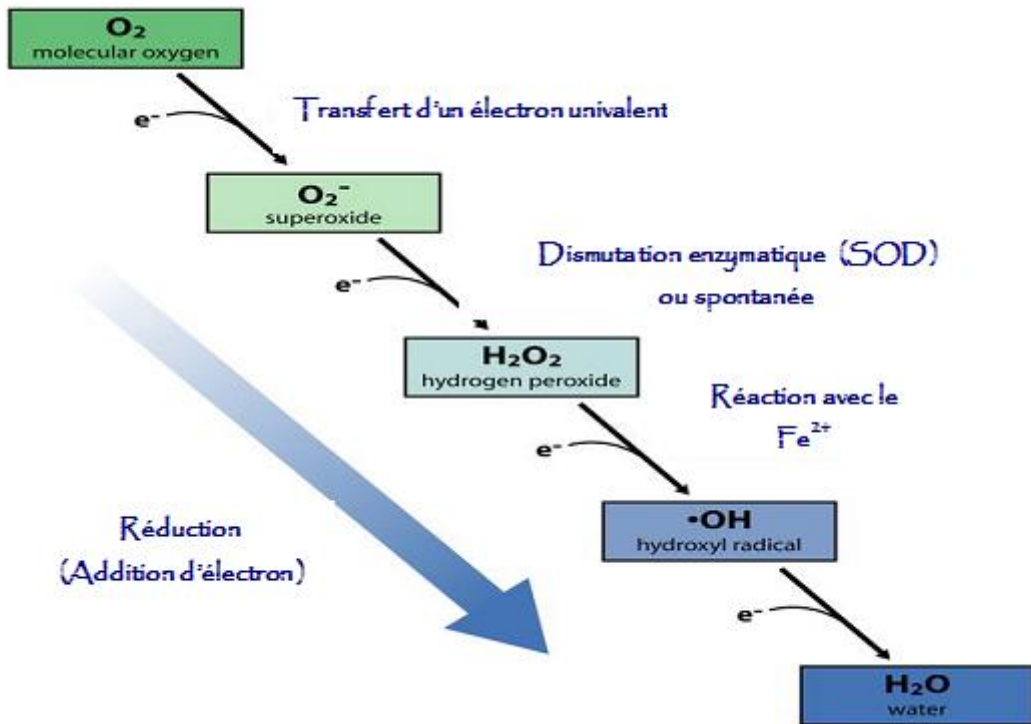 O₂
molecular oxygen
e⁻
Transfert d'un électron univalent
O₂⁻
superoxide
e⁻
Dismutation enzymatique (SOD)
ou spontanée
H₂O₂
hydrogen peroxide
e⁻
Réaction avec le
Fe²⁺
•OH
hydroxyl radical
Réduction
(Addition d'électron)
e⁻
H₂O
water